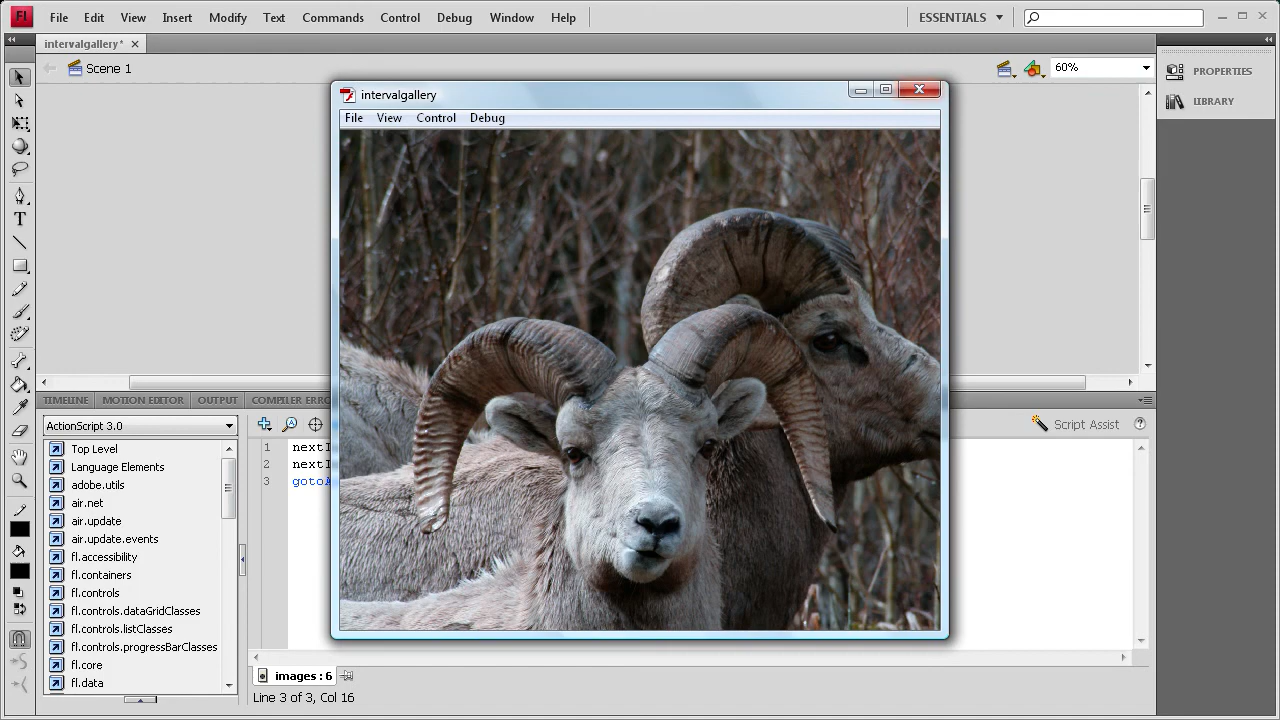 Fl File Edit View Insert Modify Text Commands Control Debug Window Help ESSENTIALS
intervalgallery*
Scene 1
60%
PROPERTIES
LIBRARY
intervalgallery
File View Control Debug
TIMELINE MOTION EDITOR OUTPUT COMPILER
ActionScript 3.0
Script Assist
Top Level
Language Elements
adobe.utils
air.net
air.update
air.update.events
fl.accessibility
fl.containers
fl.controls
fl.controls.dataGridClasses
fl.controls.listClasses
fl.controls.progressBarClasses
fl.core
fl.data
1
2
3
images : 6
Line 3 of 3, Col 16